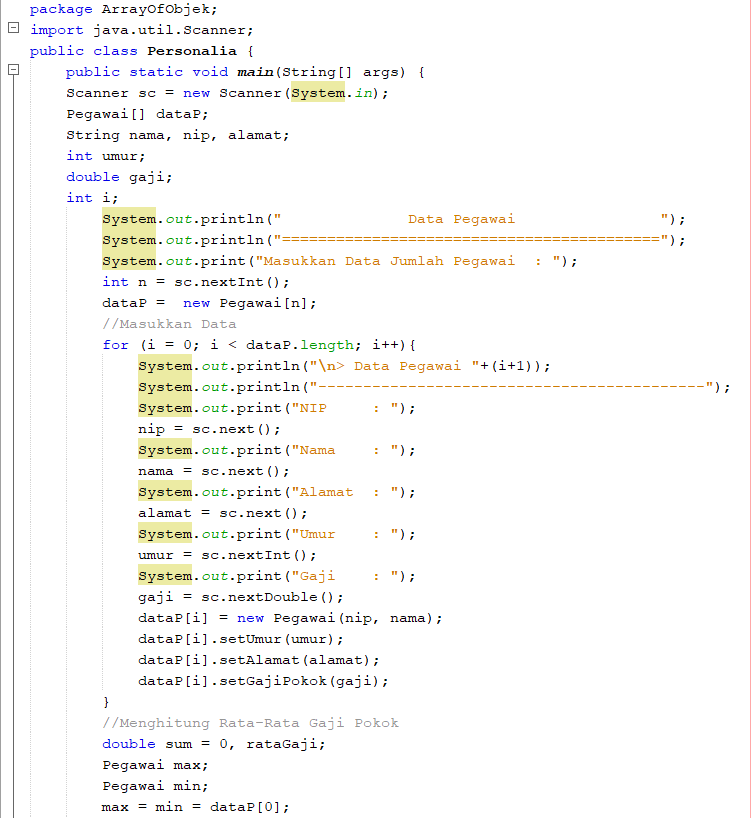 package ArrayOfObjek;
import java.util.Scanner;
public class Personalia {
    public static void main(String[] args) {
    Scanner sc = new Scanner(System.in);
    Pegawai[] dataP;
    String nama, nip, alamat;
    int umur;
    double gaji;
    int i;
        System.out.println("              Data Pegawai                ");
        System.out.println("==========================================");
        System.out.print("Masukkan Data Jumlah Pegawai  : ");
        int n = sc.nextInt();
        dataP =  new Pegawai[n];
        //Masukkan Data
        for (i = 0; i < dataP.length; i++){
            System.out.println("\n> Data Pegawai "+(i+1));
            System.out.println("-------------------------------------------");
            System.out.print("NIP     : ");
            nip = sc.next();
            System.out.print("Nama    : ");
            nama = sc.next();
            System.out.print("Alamat  : ");
            alamat = sc.next();
            System.out.print("Umur    : ");
            umur = sc.nextInt();
            System.out.print("Gaji    : ");
            gaji = sc.nextDouble();
            dataP[i] = new Pegawai(nip, nama);
            dataP[i].setUmur(umur);
            dataP[i].setAlamat(alamat);
            dataP[i].setGajiPokok(gaji);
        }
        //Menghitung Rata-Rata Gaji Pokok
        double sum = 0, rataGaji;
        Pegawai max;
        Pegawai min;
        max = min = dataP[0];